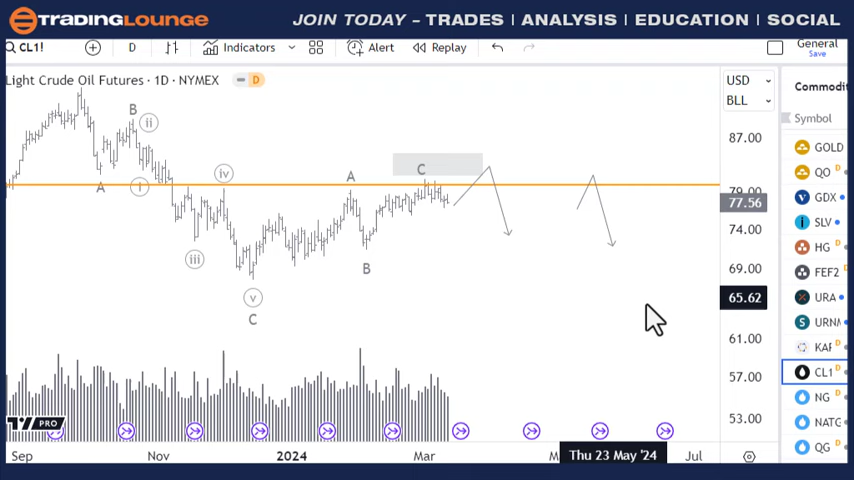 TRADINGLOUNGE
JOIN TODAY – TRADES | ANALYSIS | EDUCATION | SOCIAL
CL1!
D
Indicators
Alert
Replay
General
Save
Light Crude Oil Futures · 1D · NYMEX
D
USD
BLL
Commodit
Symbol
87.00
79.00
77.56
74.00
69.00
65.62
61.00
57.00
53.00
GOLD D
QO D
GDX
SLV
HG D
FEF2 D
URA
URNM
KAP
CL1 D
NG D
NATG
QG D
B
ii
A
i
iv
iii
v
C
A
B
C
PRO
Sep
Nov
2024
Mar
M
Thu 23 May '24
Jul